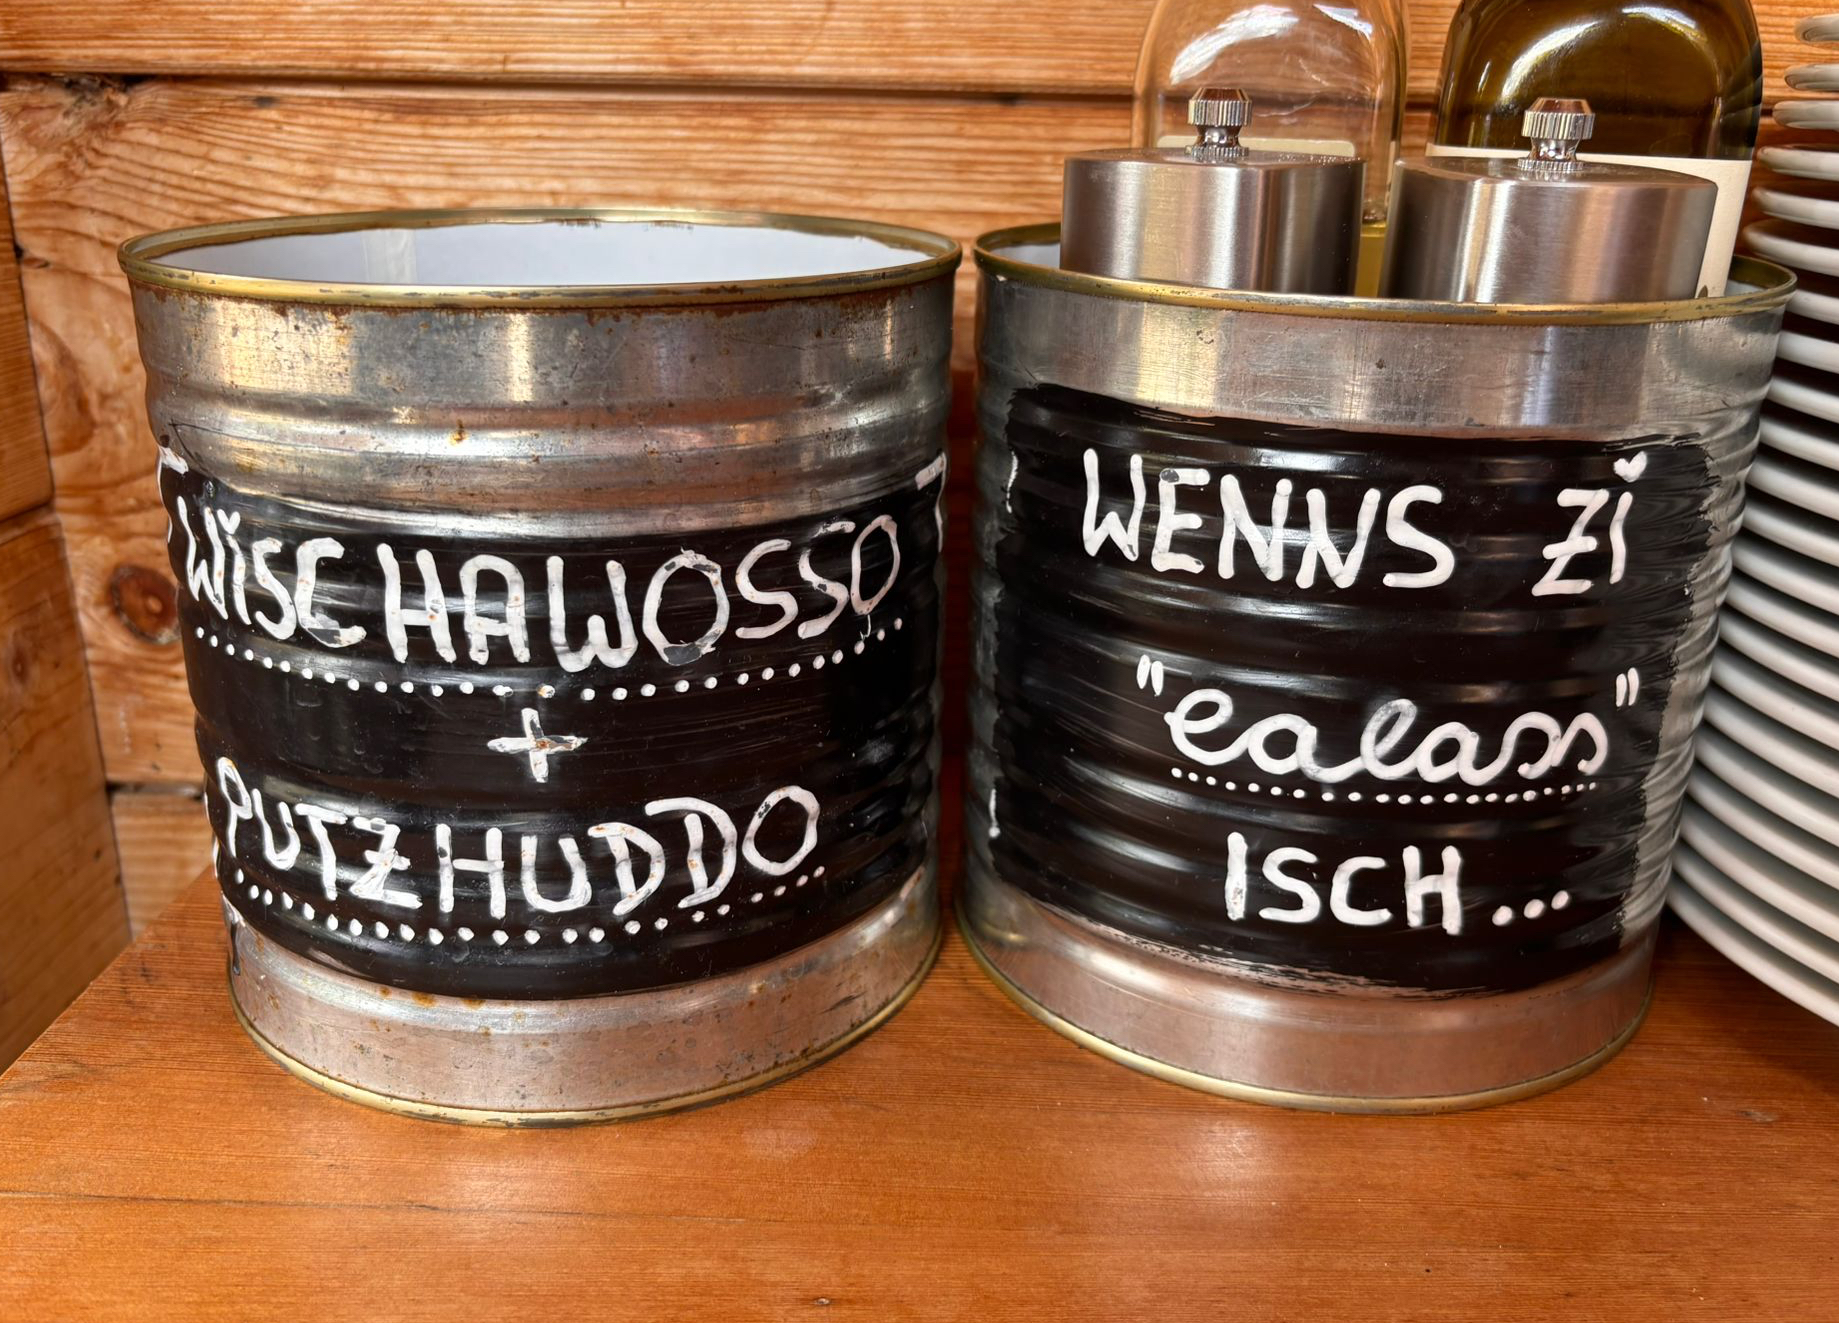 WISCHAWOSSO
+
PUTZHUDDO
WENNS ZI
"ealass"
ISCH...